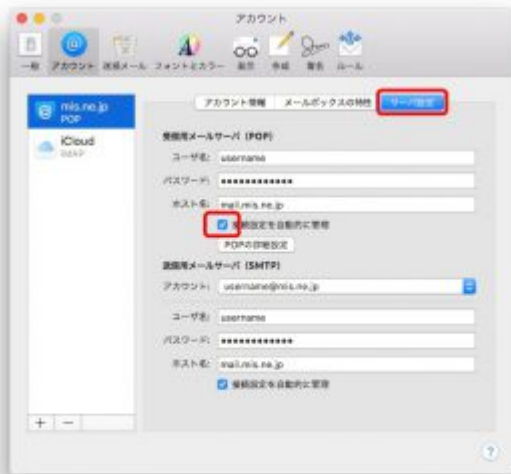 アカウント
一般 アカウント 迷惑メール フォントとカラー 表示 作成 署名 ルール
mis.ne.jp
POP
iCloud
IMAP
アカウント情報 メールボックスの特性 サーバ設定
受信用メールサーバ (POP)
ユーザ名: username
パスワード: ••••••••••••
ホスト名: mail.mis.ne.jp
接続設定を自動的に管理
POPの詳細設定
送信用メールサーバ (SMTP)
アカウント: username@mis.ne.jp
ユーザ名: username
パスワード: ••••••••••••
ホスト名: mail.mis.ne.jp
接続設定を自動的に管理
+ −
?